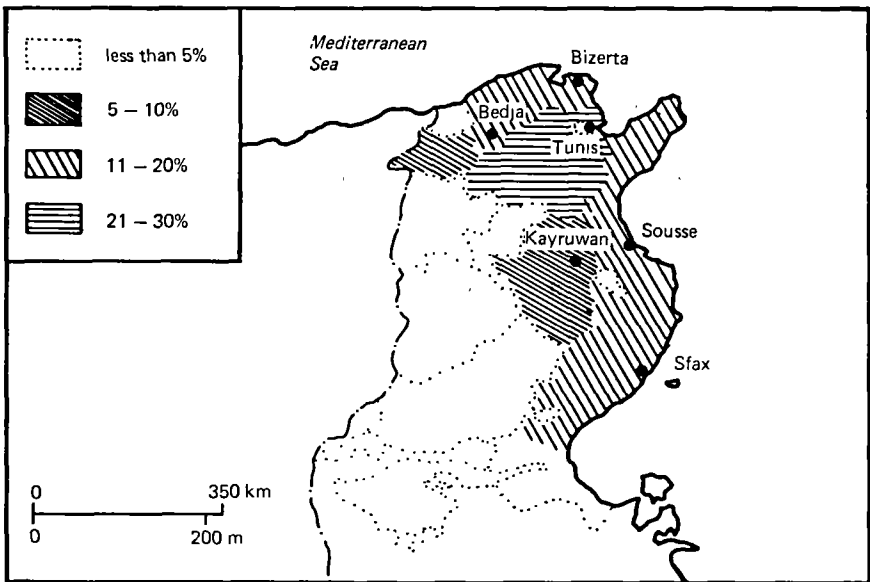 less than 5%
5 – 10%
11 – 20%
21 – 30%
Mediterranean
Sea
Bizerta
Bedja
Tunis
Kayruwan
Sousse
Sfax
0 350 km
0 200 m